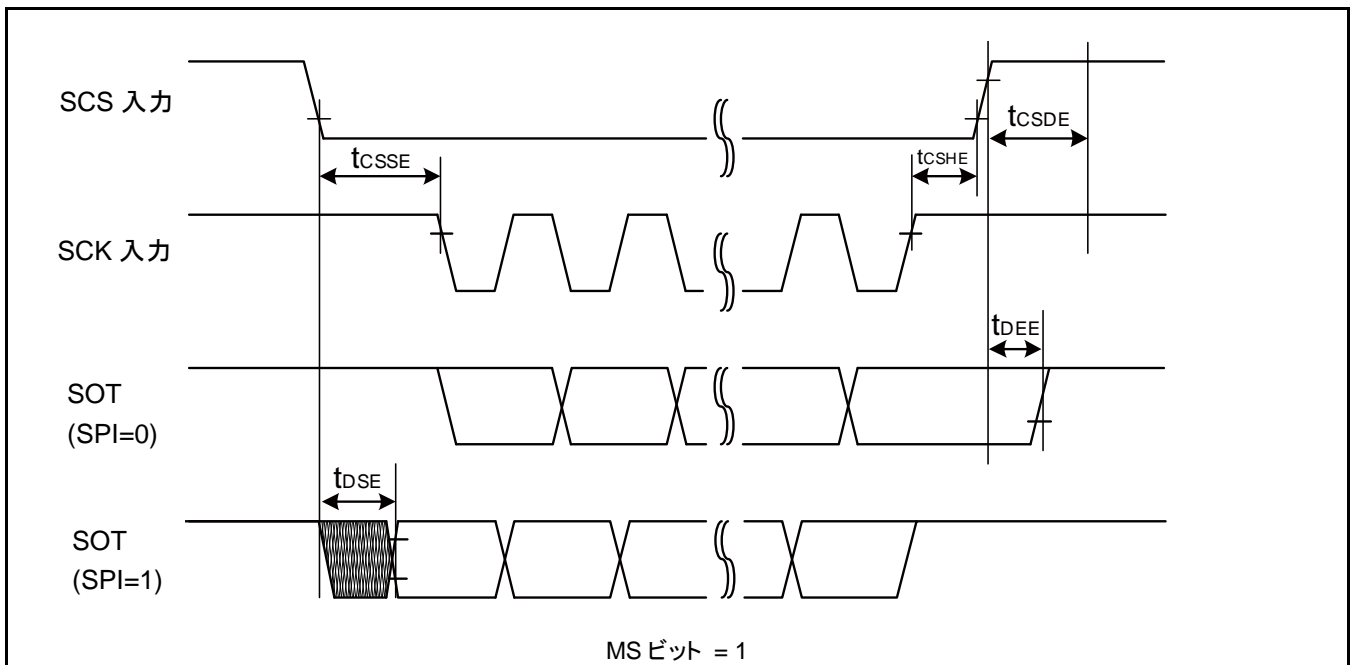 SCS 入力
tCSDE
tCSSE
tCSHE
SCK 入力
tDEE
SOT
(SPI=0)
tDSE
SOT
(SPI=1)
MS ビット = 1